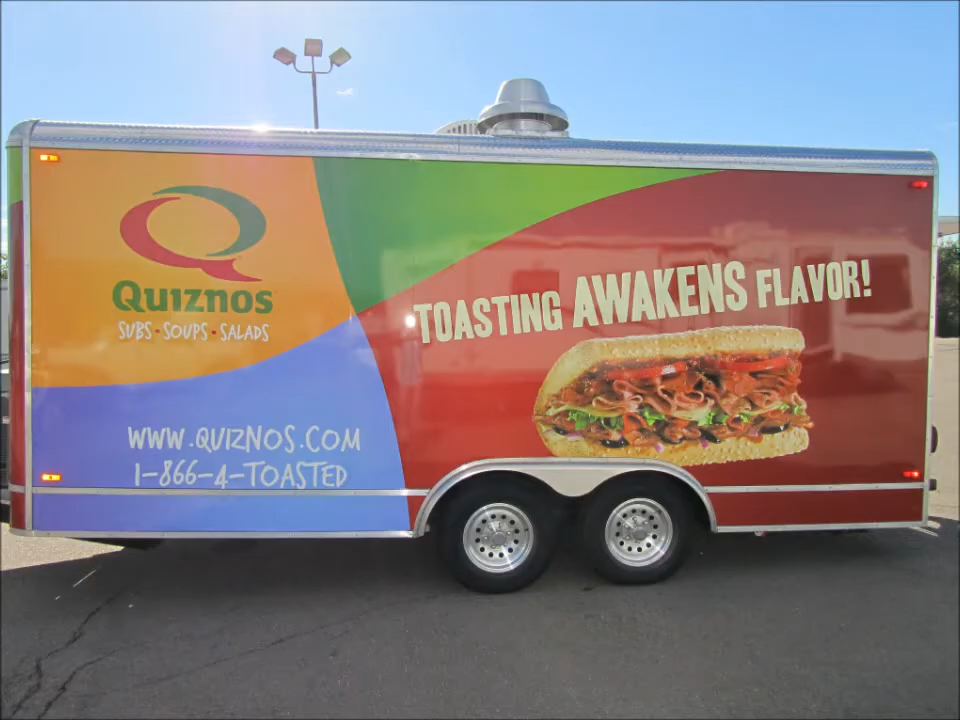 Quiznos
SUBS • SOUPS • SALADS
TOASTING AWAKENS FLAVOR!
WWW.QUIZNOS.COM
1-866-4-TOASTED